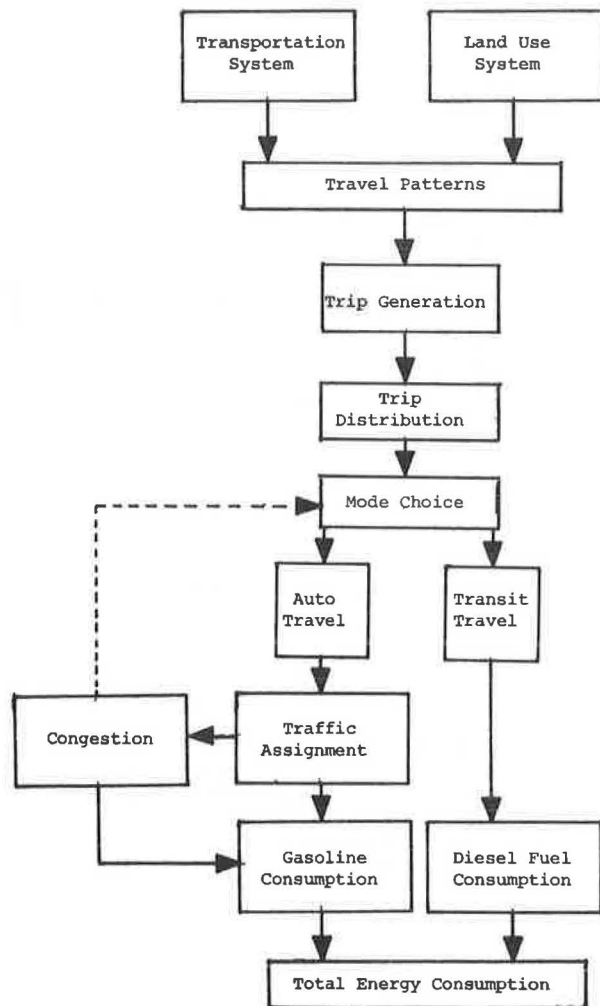 Transportation
System
Land Use
System
Travel Patterns
Trip Generation
Trip
Distribution
Mode Choice
Auto
Travel
Transit
Travel
Congestion
Traffic
Assignment
Gasoline
Consumption
Diesel Fuel
Consumption
Total Energy Consumption